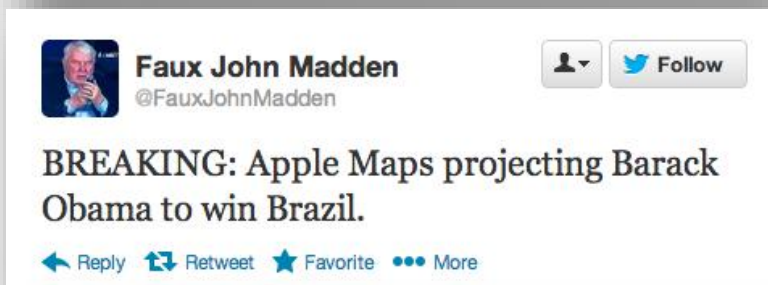 Faux John Madden
@FauxJohnMadden
Follow
BREAKING: Apple Maps projecting Barack
Obama to win Brazil.
Reply Retweet Favorite More